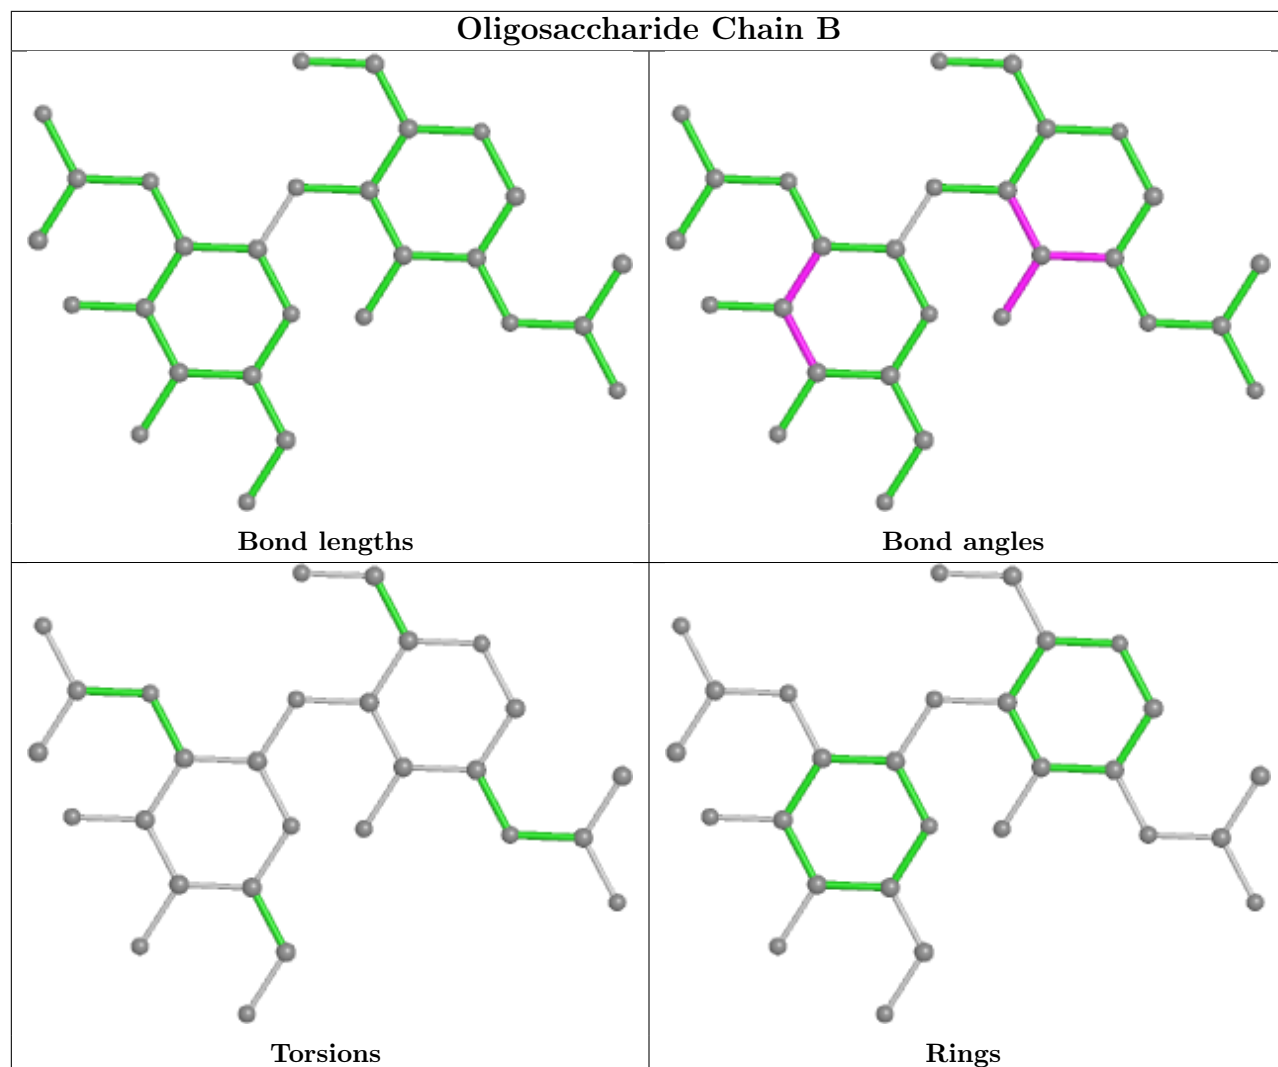 Oligosaccharide Chain B
Bond lengths
Bond angles
Torsions
Rings